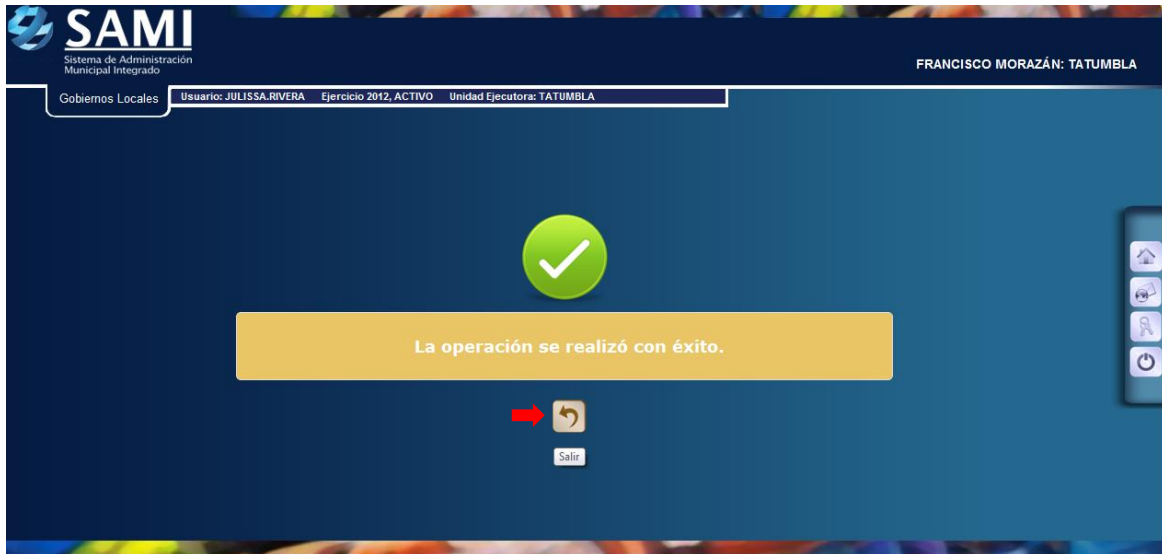 SAMI
Sistema de Administración
Municipal Integrado
FRANCISCO MORAZÁN: TATUMBLA
Gobiernos Locales
Usuario: JULISSA.RIVERA Ejercicio 2012, ACTIVO Unidad Ejecutora: TATUMBLA
La operación se realizó con éxito.
Salir